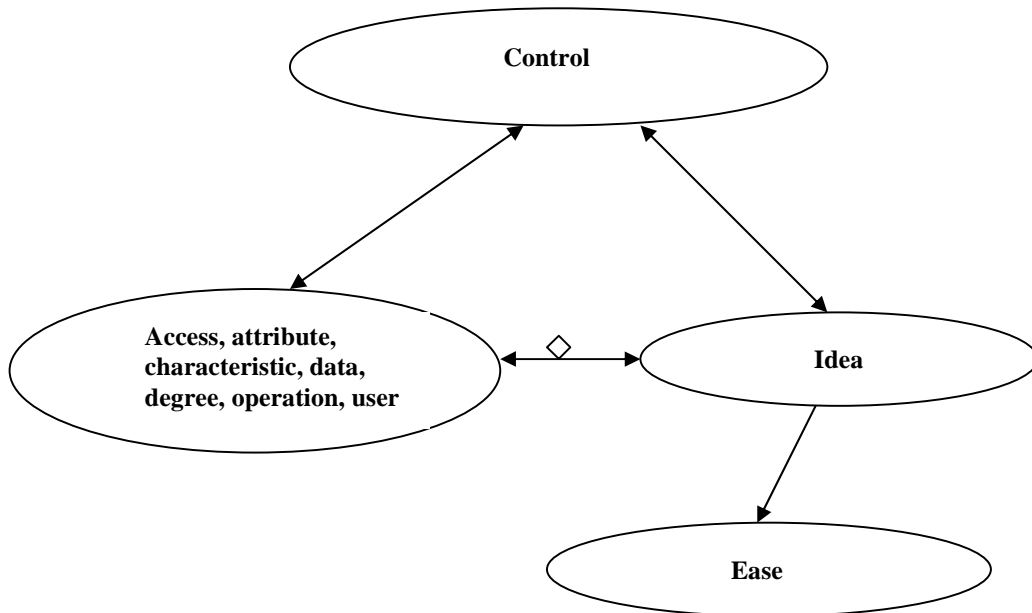 Control
Access, attribute,
characteristic, data,
degree, operation, user
Idea
Ease